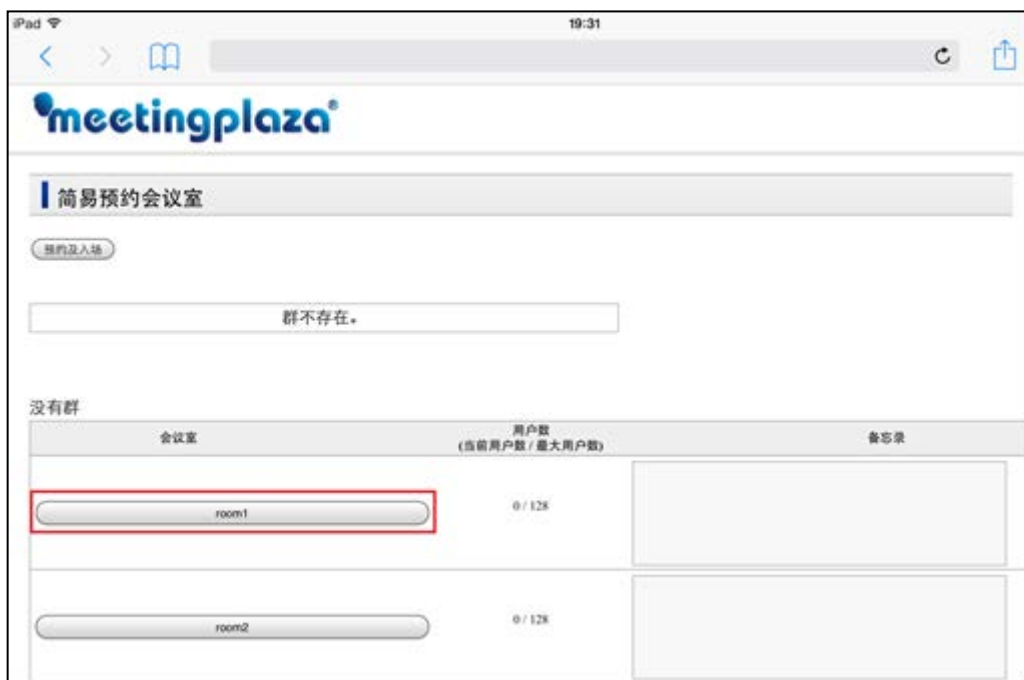 iPad 19:31
meetingplaza®
简易预约会议室
预约及入场
群不存在。
没有群
会议室 用户数 备忘录
(当前用户数 / 最大用户数)
room1 0 / 128
room2 0 / 128